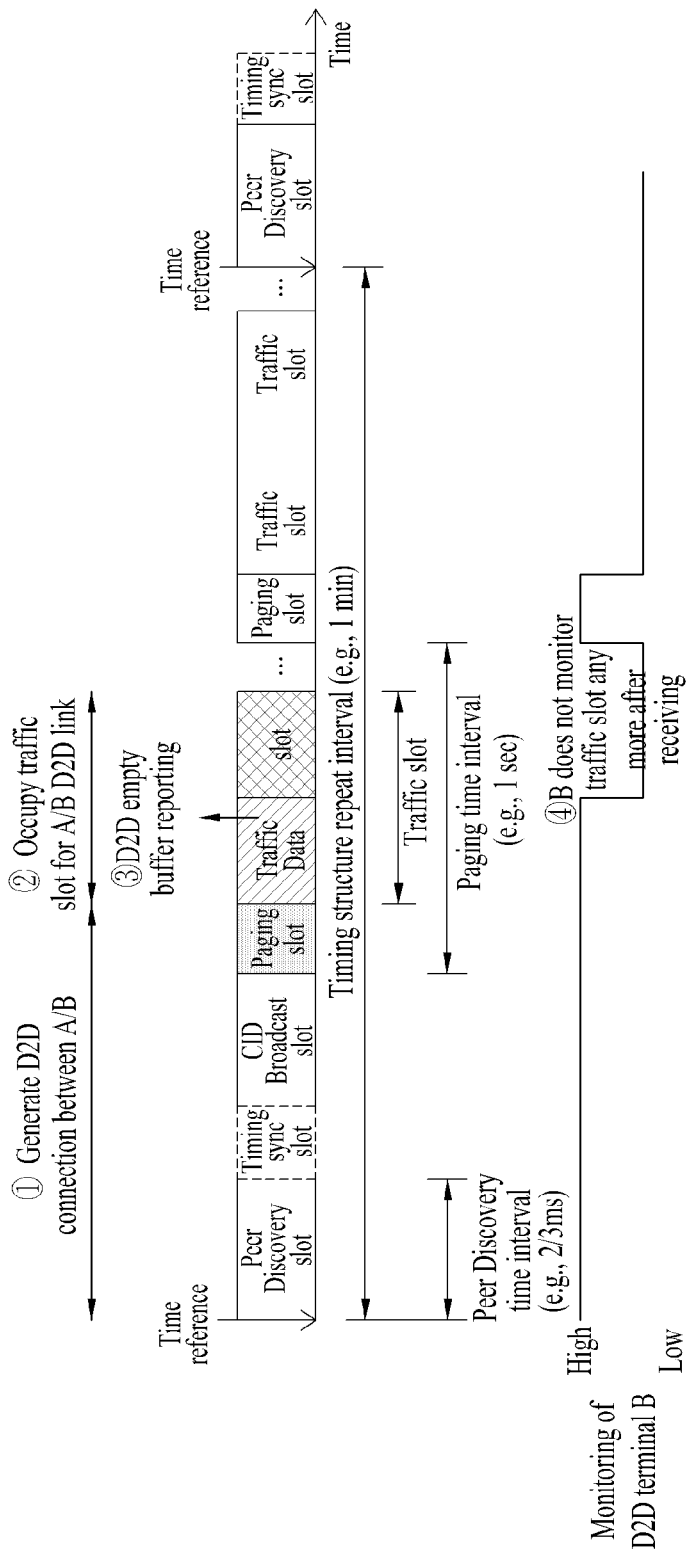 ① Generate D2D
connection between A/B
② Occupy traffic
slot for A/B D2D link
③D2D empty
buffer reporting
Time
reference
Time
reference
Peer
Discovery
slot
Timing
sync
slot
CID
Broadcast
slot
Paging
slot
Traffic
Data
slot
...
Paging
slot
Traffic
slot
Traffic
slot
...
Peer
Discovery
slot
Timing
sync
slot
Time
Timing structure repeat interval (e.g., 1 min)
Traffic slot
Paging time interval
(e.g., 1 sec)
Peer Discovery
time interval
(e.g., 2/3ms)
④B does not monitor
traffic slot any
more after
receiving
High
Low
Monitoring of
D2D terminal B